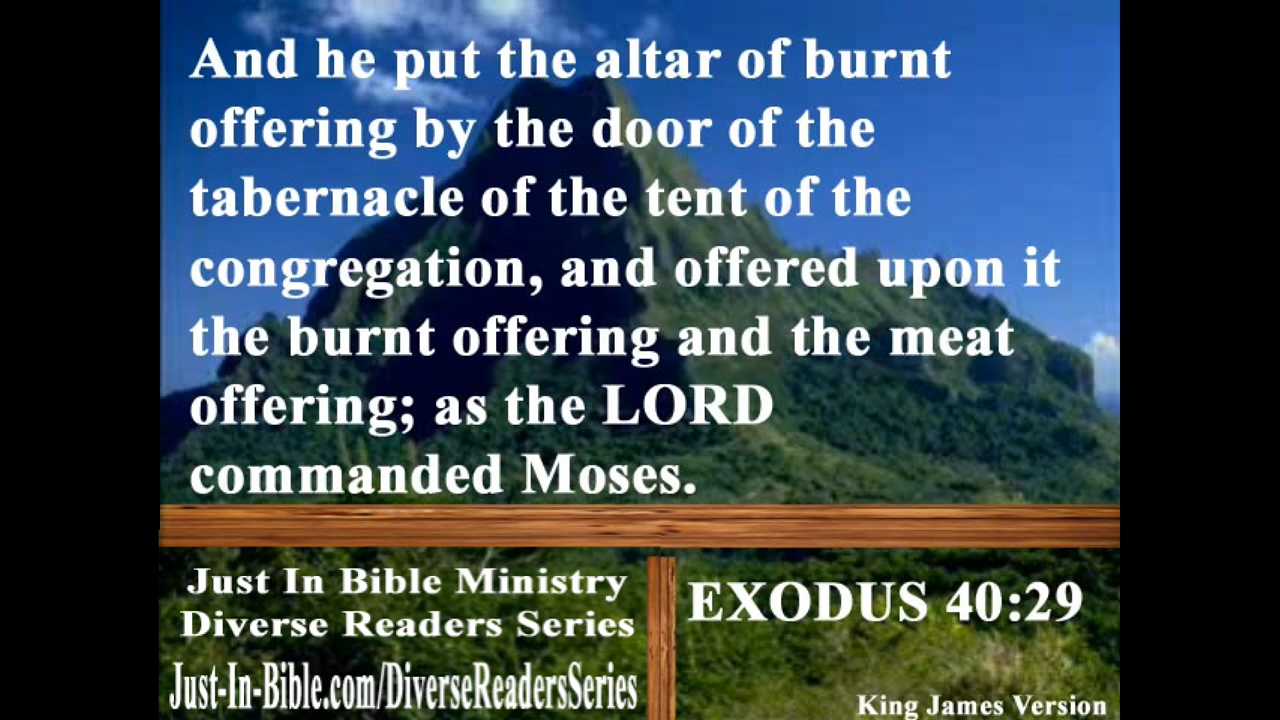 And he put the altar of burnt
offering by the door of the
tabernacle of the tent of the
congregation, and offered upon it
the burnt offering and the meat
offering; as the LORD
commanded Moses.
Just In Bible Ministry
Diverse Readers Series
Just-In-Bible.com/DiverseReadersSeries
EXODUS 40:29
King James Version